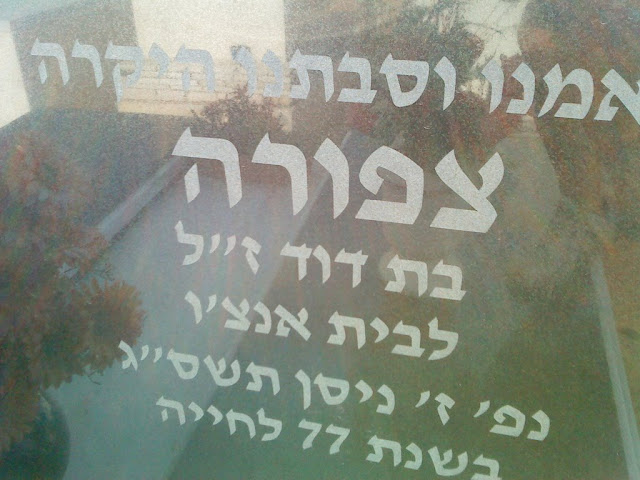 אמנו וסבתנו היקרה
צפורה
בת דוד ז״ל
לבית אנצ׳ו
נפ׳ ז׳ ניסן תשס״ג
בשנת 77 לחייה